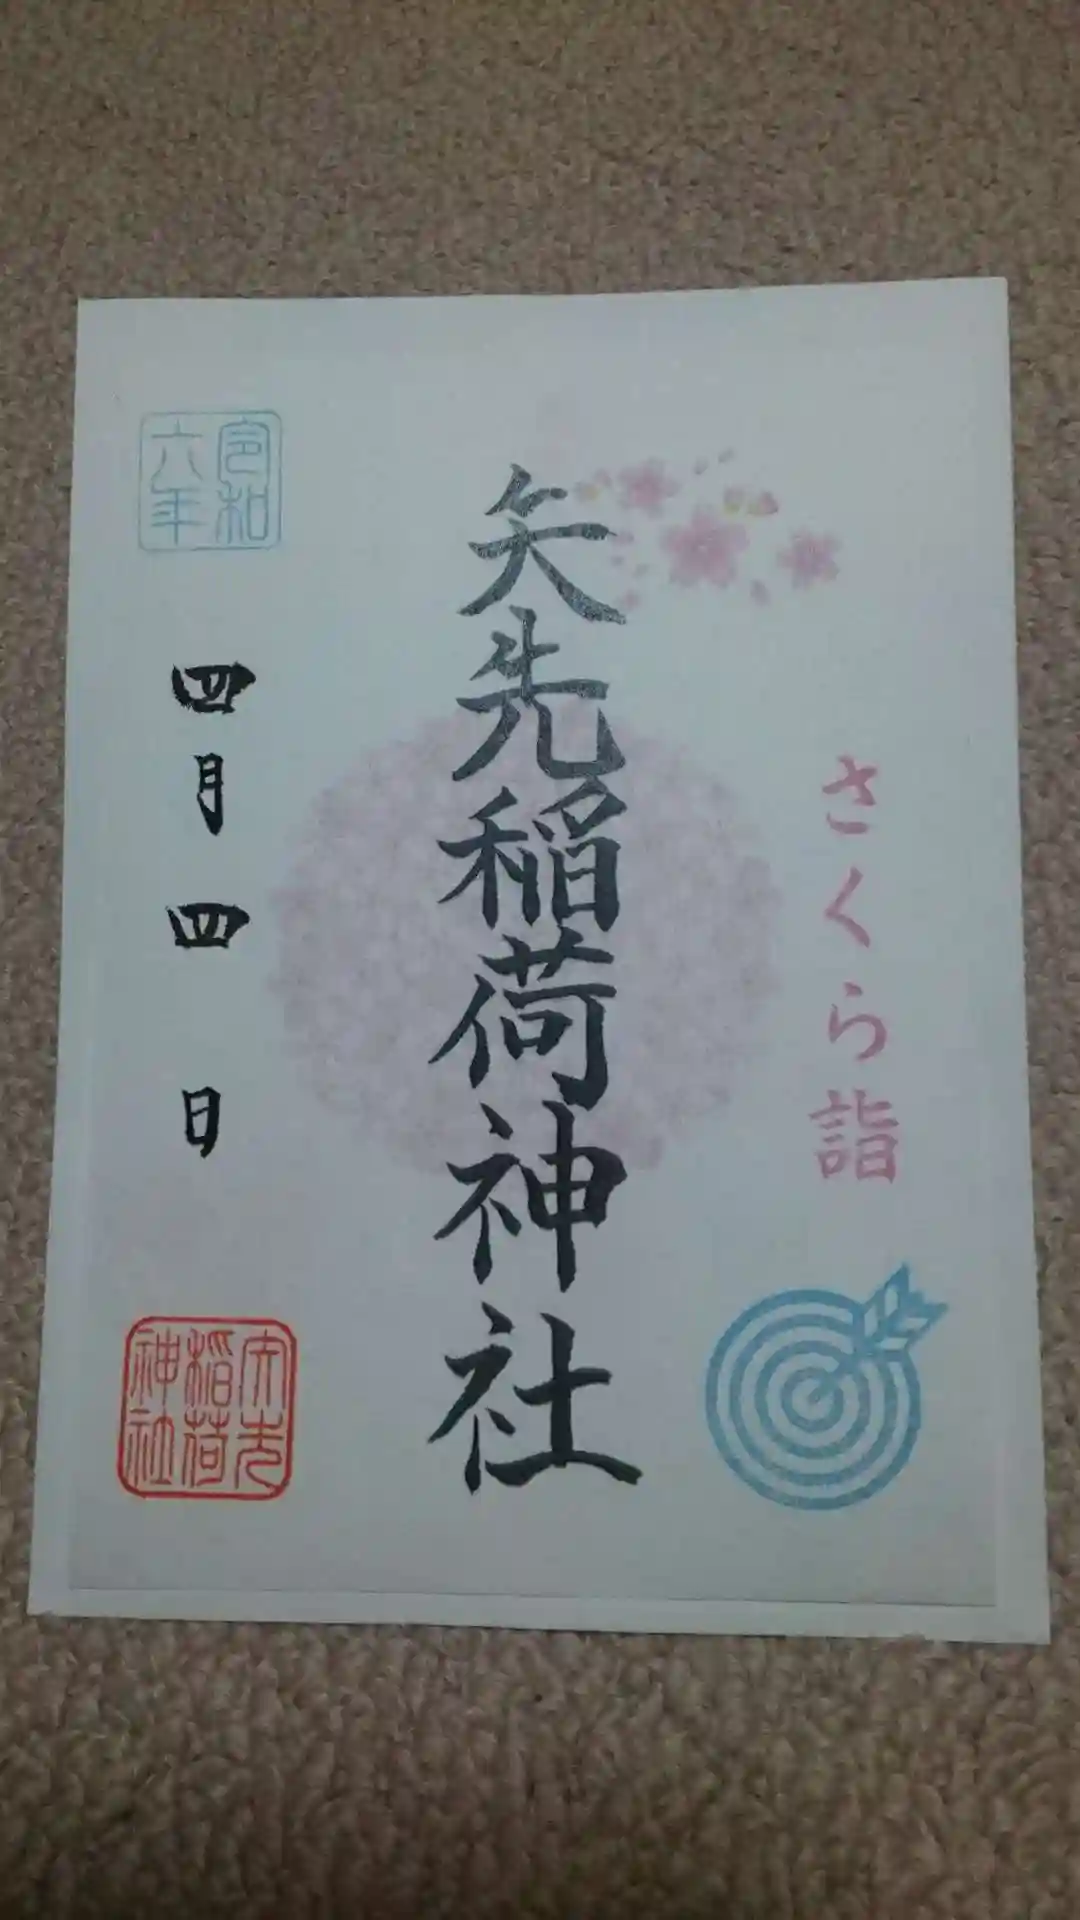 さくら詣
矢先稲荷神社
令和
六年
四月四日
矢先
稲荷
神社